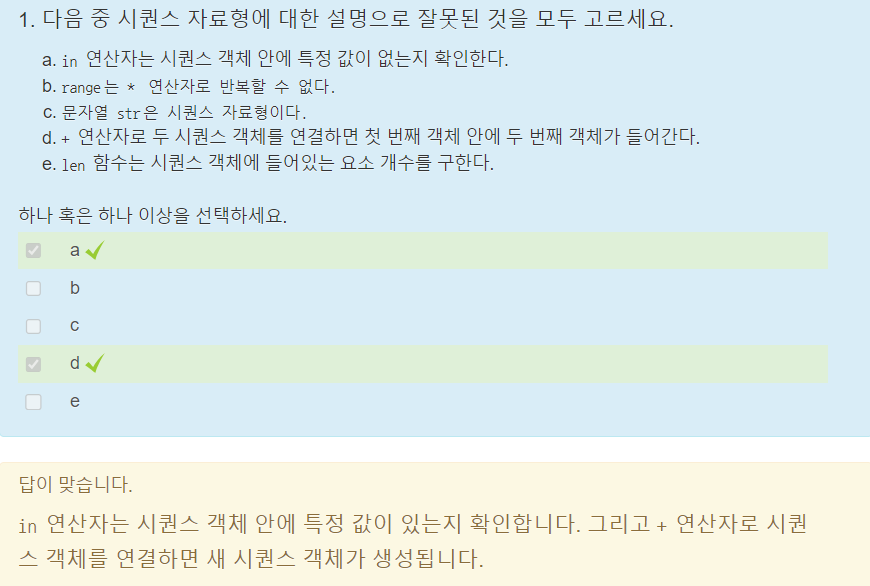 1. 다음 중 시퀀스 자료형에 대한 설명으로 잘못된 것을 모두 고르세요.
a. in 연산자는 시퀀스 객체 안에 특정 값이 없는지 확인한다.
b. range는 * 연산자로 반복할 수 없다.
c. 문자열 str은 시퀀스 자료형이다.
d. + 연산자로 두 시퀀스 객체를 연결하면 첫 번째 객체 안에 두 번째 객체가 들어간다.
e. len 함수는 시퀀스 객체에 들어있는 요소 개수를 구한다.
하나 혹은 하나 이상을 선택하세요.
a
b
c
d
e
답이 맞습니다.
in 연산자는 시퀀스 객체 안에 특정 값이 있는지 확인합니다. 그리고 + 연산자로 시퀀
스 객체를 연결하면 새 시퀀스 객체가 생성됩니다.